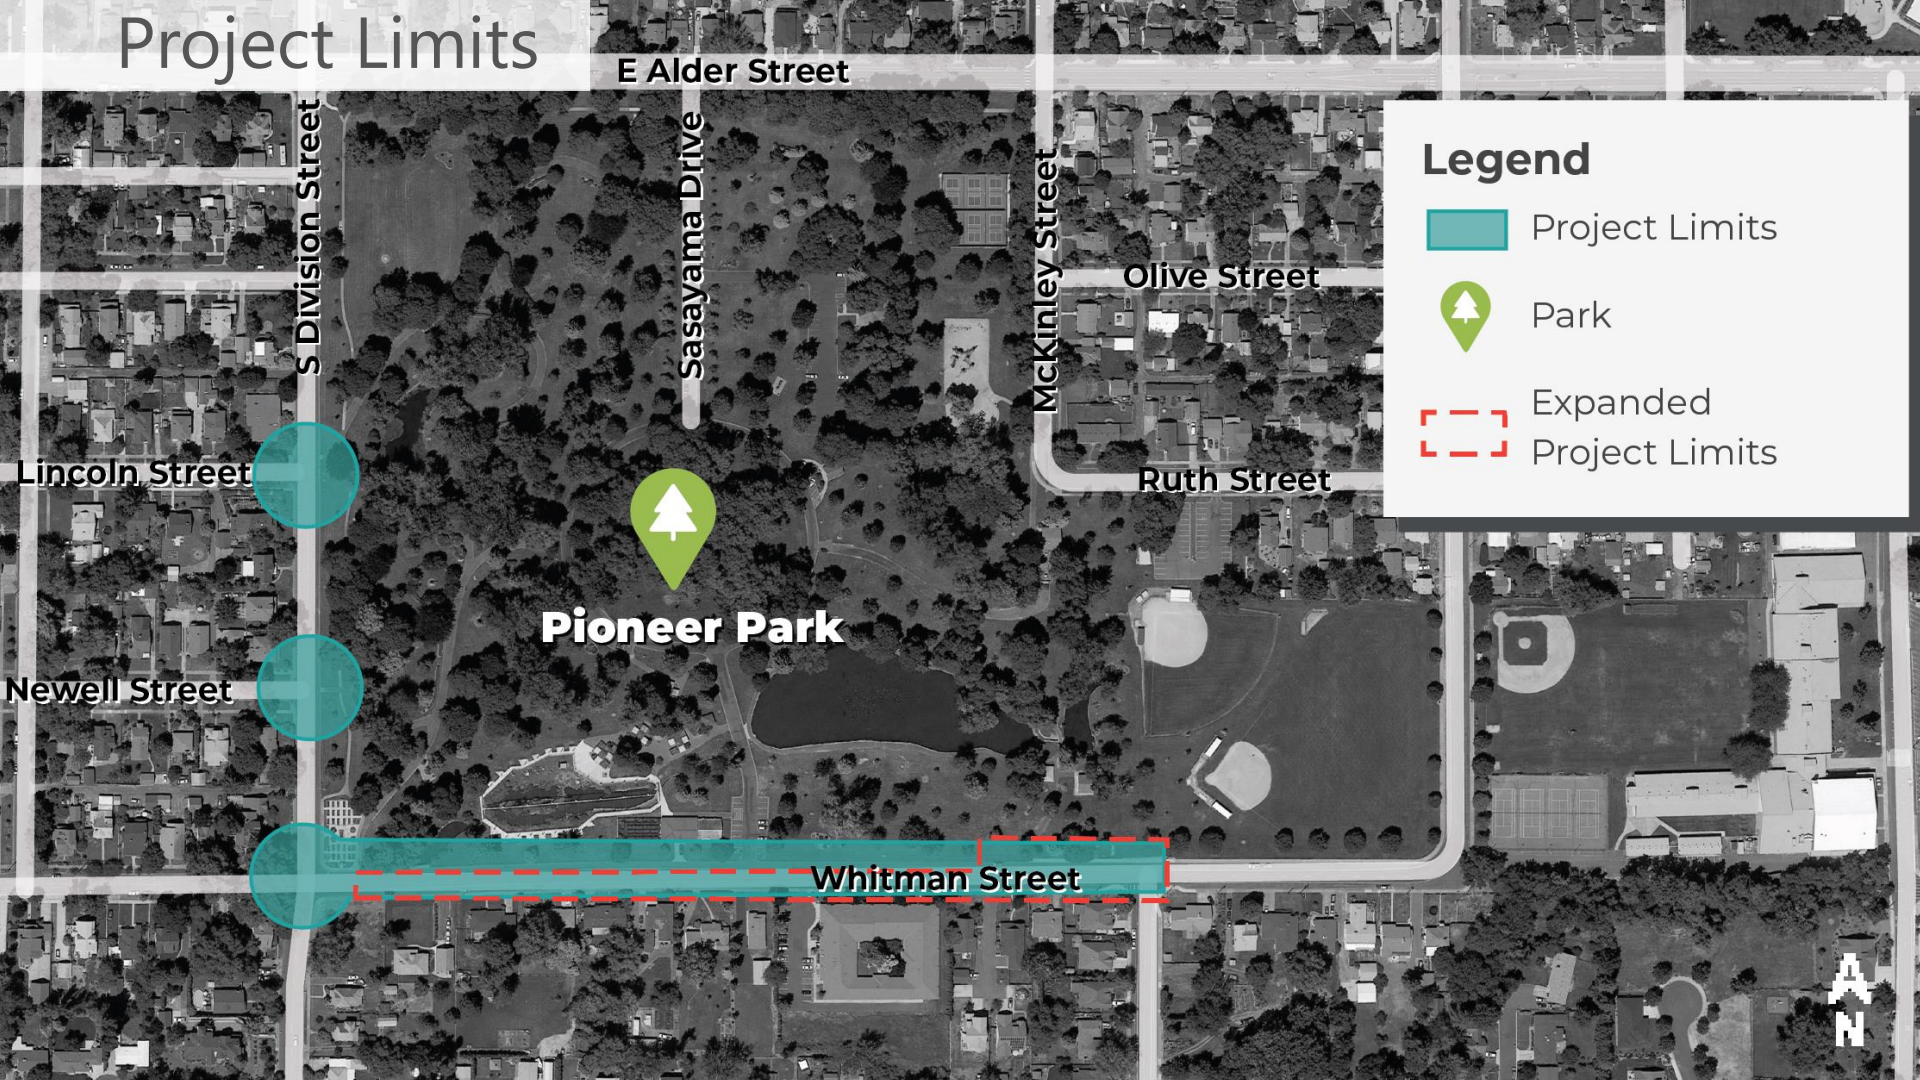 Project Limits
E Alder Street
S Division Street
Sasayama Drive
McKinley Street
Olive Street
Ruth Street
Lincoln Street
Newell Street
Pioneer Park
Whitman Street
Legend
Project Limits
Park
Expanded
Project Limits
N